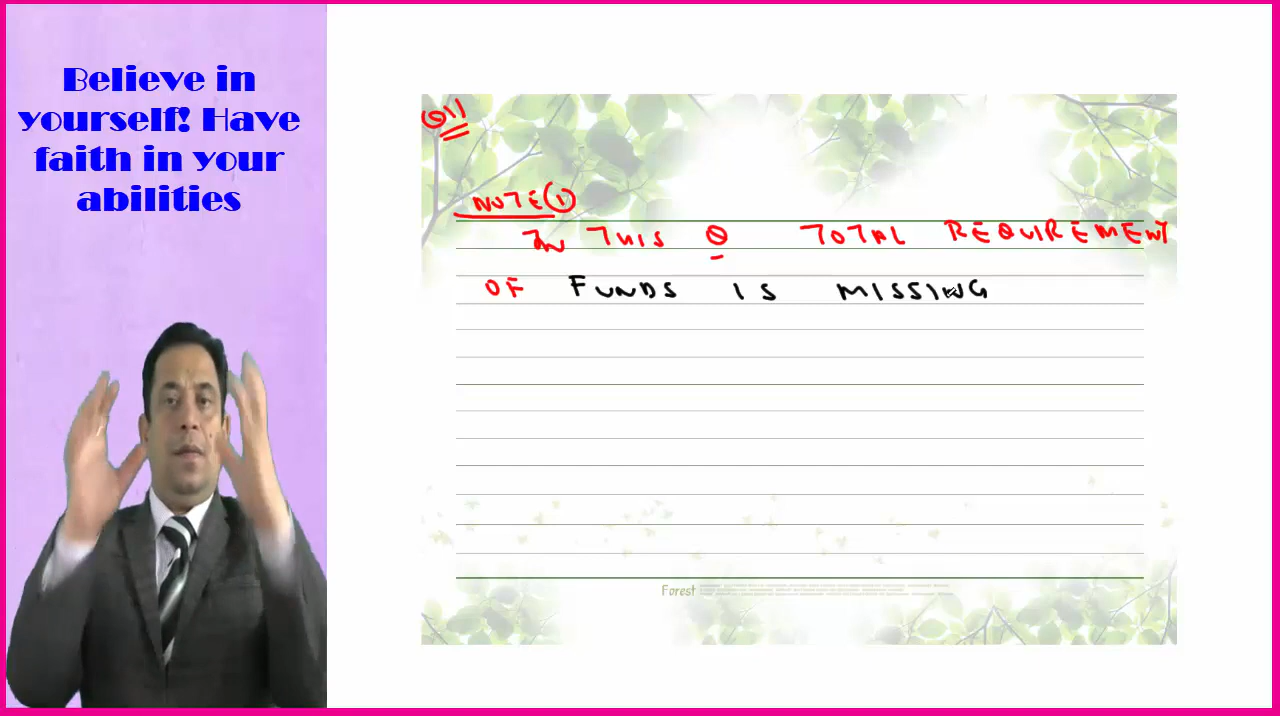 Believe in
yourself! Have
faith in your
abilities
Q11
NOTE (1)
IN THIS Q TOTAL REQUIREMENT
OF FUNDS IS MISSING
Forest